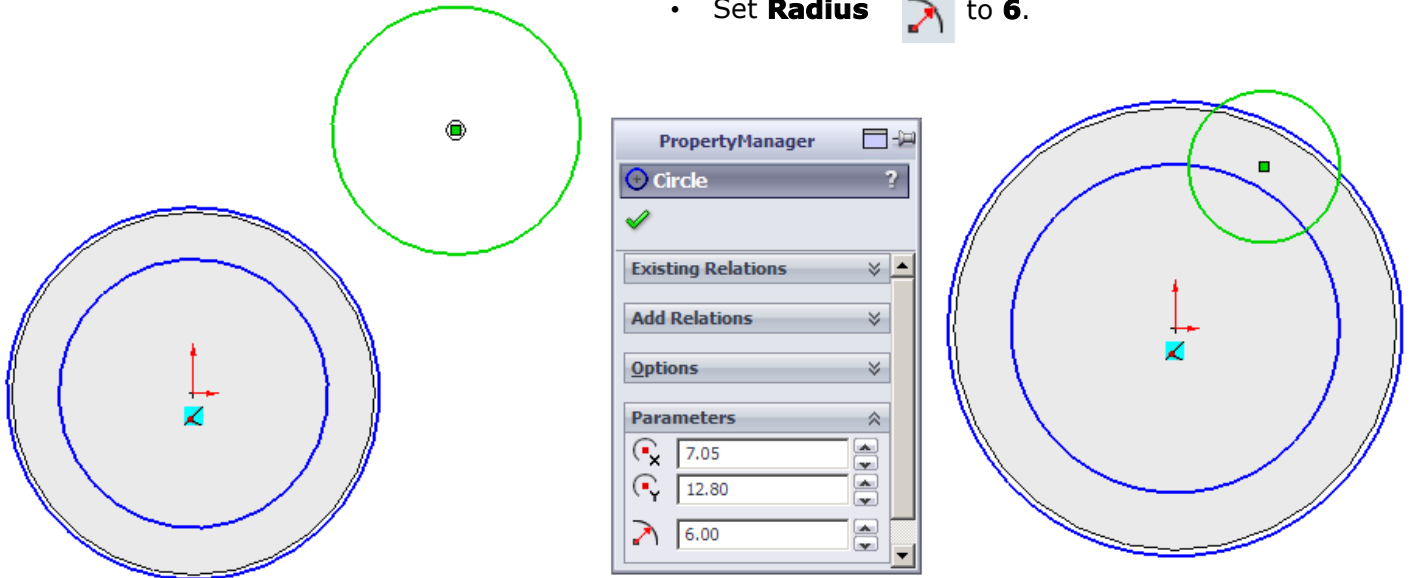 • Set Radius to 6.
PropertyManager
Circle ?
Existing Relations
Add Relations
Options
Parameters
X 7.05
Y 12.80
6.00